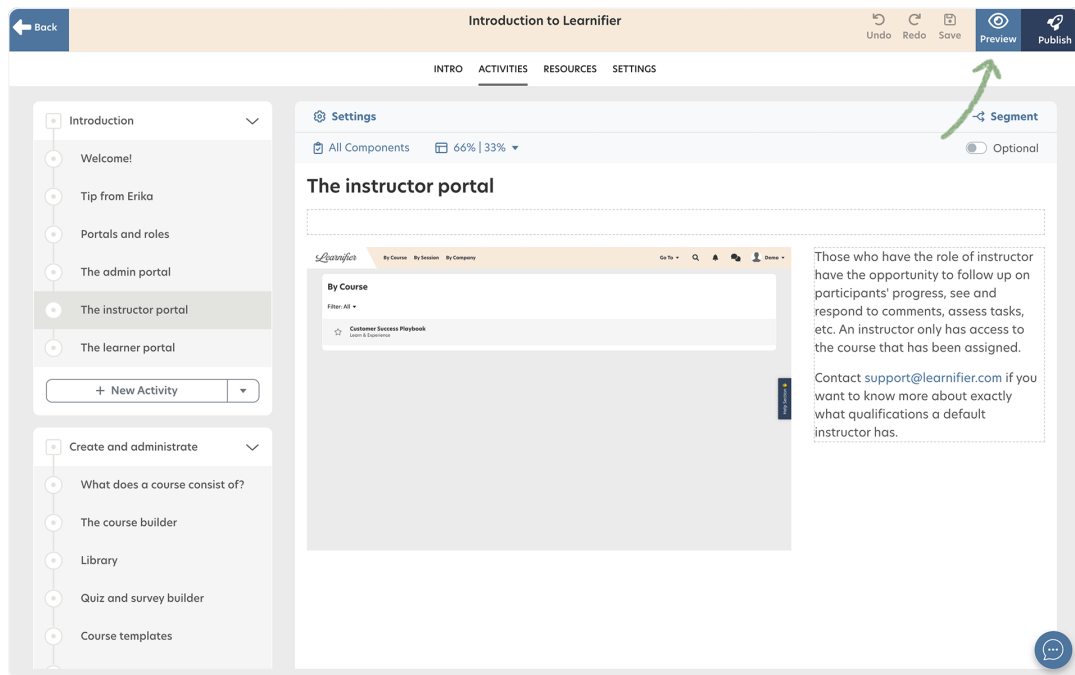 Back
Introduction to Learnifier
Undo
Redo
Save
Preview
Publish
INTRO
ACTIVITIES
RESOURCES
SETTINGS
Introduction
Welcome!
Tip from Erika
Portals and roles
The admin portal
The instructor portal
The learner portal
+ New Activity
Create and administrate
What does a course consist of?
The course builder
Library
Quiz and survey builder
Course templates
Settings
Segment
All Components
66% | 33%
Optional
The instructor portal
Learnifier
By Course
By Session
By Company
Go To
Demo
By Course
Filter: All
Customer Success Playbook
Learn & Experience
Help Section
Those who have the role of instructor
have the opportunity to follow up on
participants' progress, see and
respond to comments, assess tasks,
etc. An instructor only has access to
the course that has been assigned.
Contact support@learnifier.com if you
want to know more about exactly
what qualifications a default
instructor has.